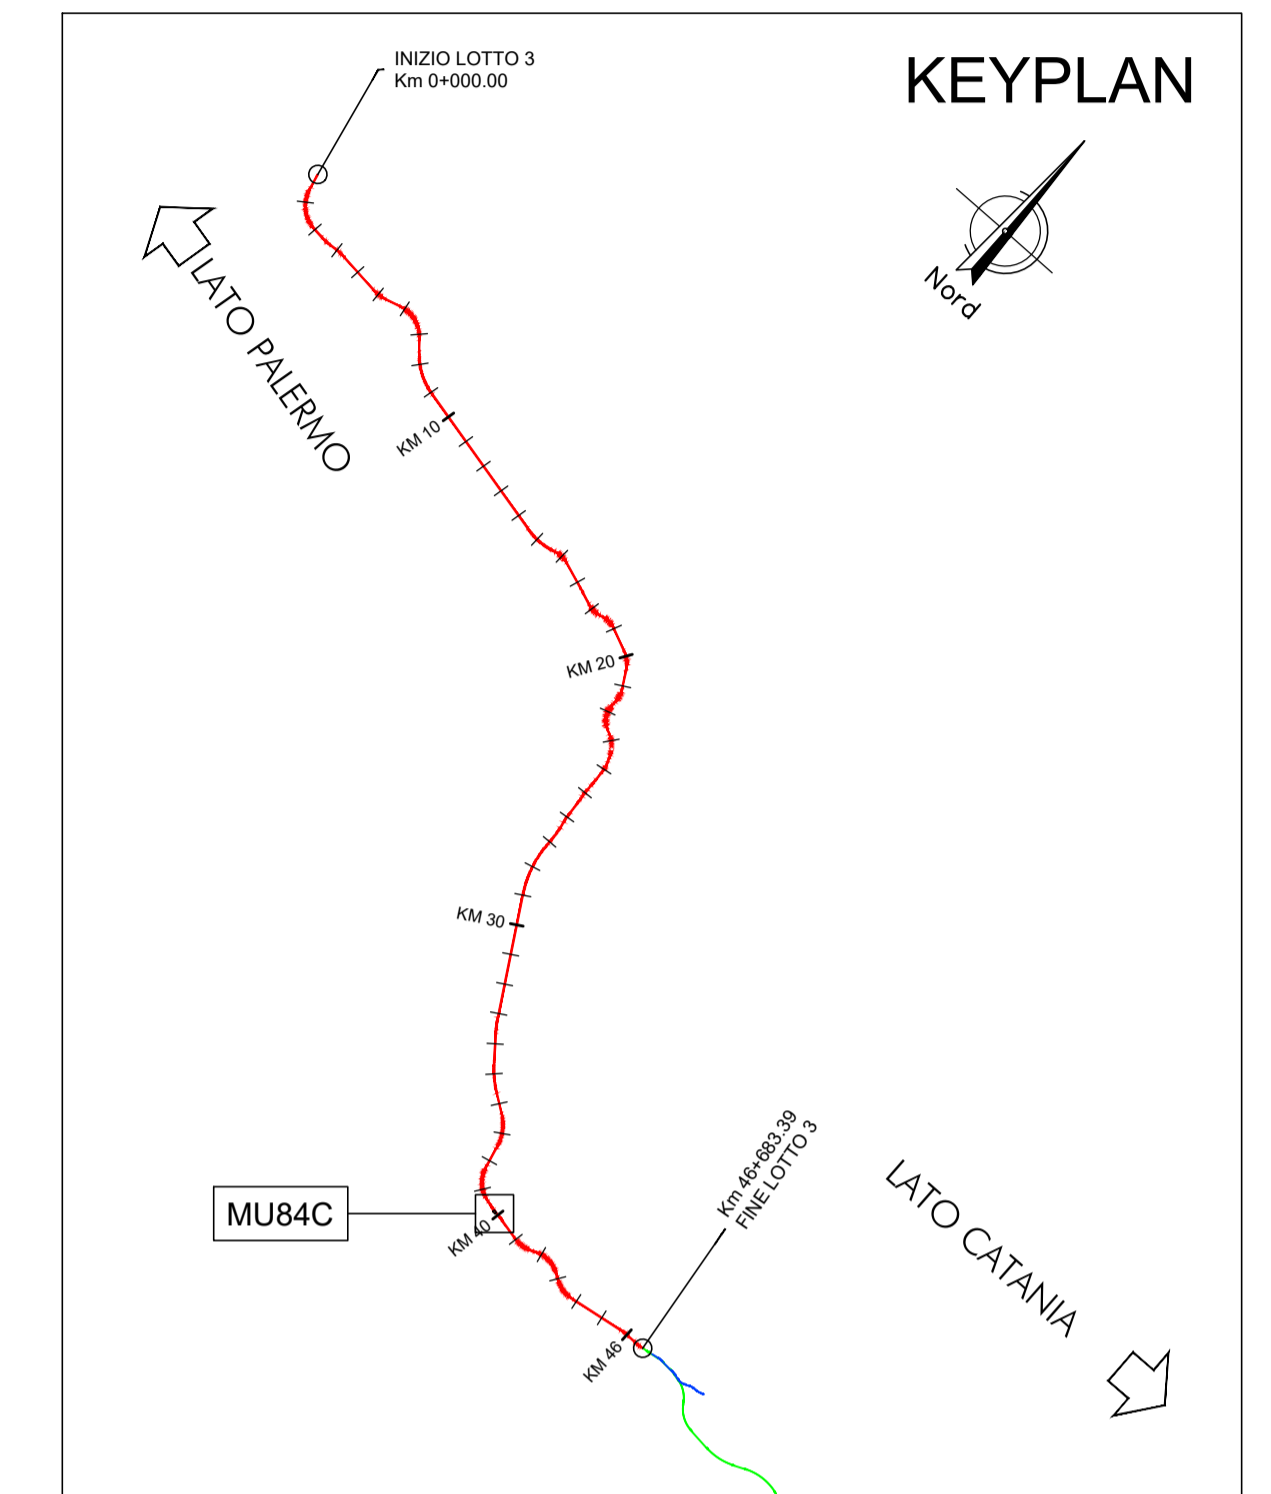 INIZIO LOTTO 3
Km 0+000.00
KEYPLAN
Nord
LATO PALERMO
KM 10
KM 20
KM 30
Km 46+683.39
FINE LOTTO 3
LATO CATANIA
MU84C
KM 40
KM 46